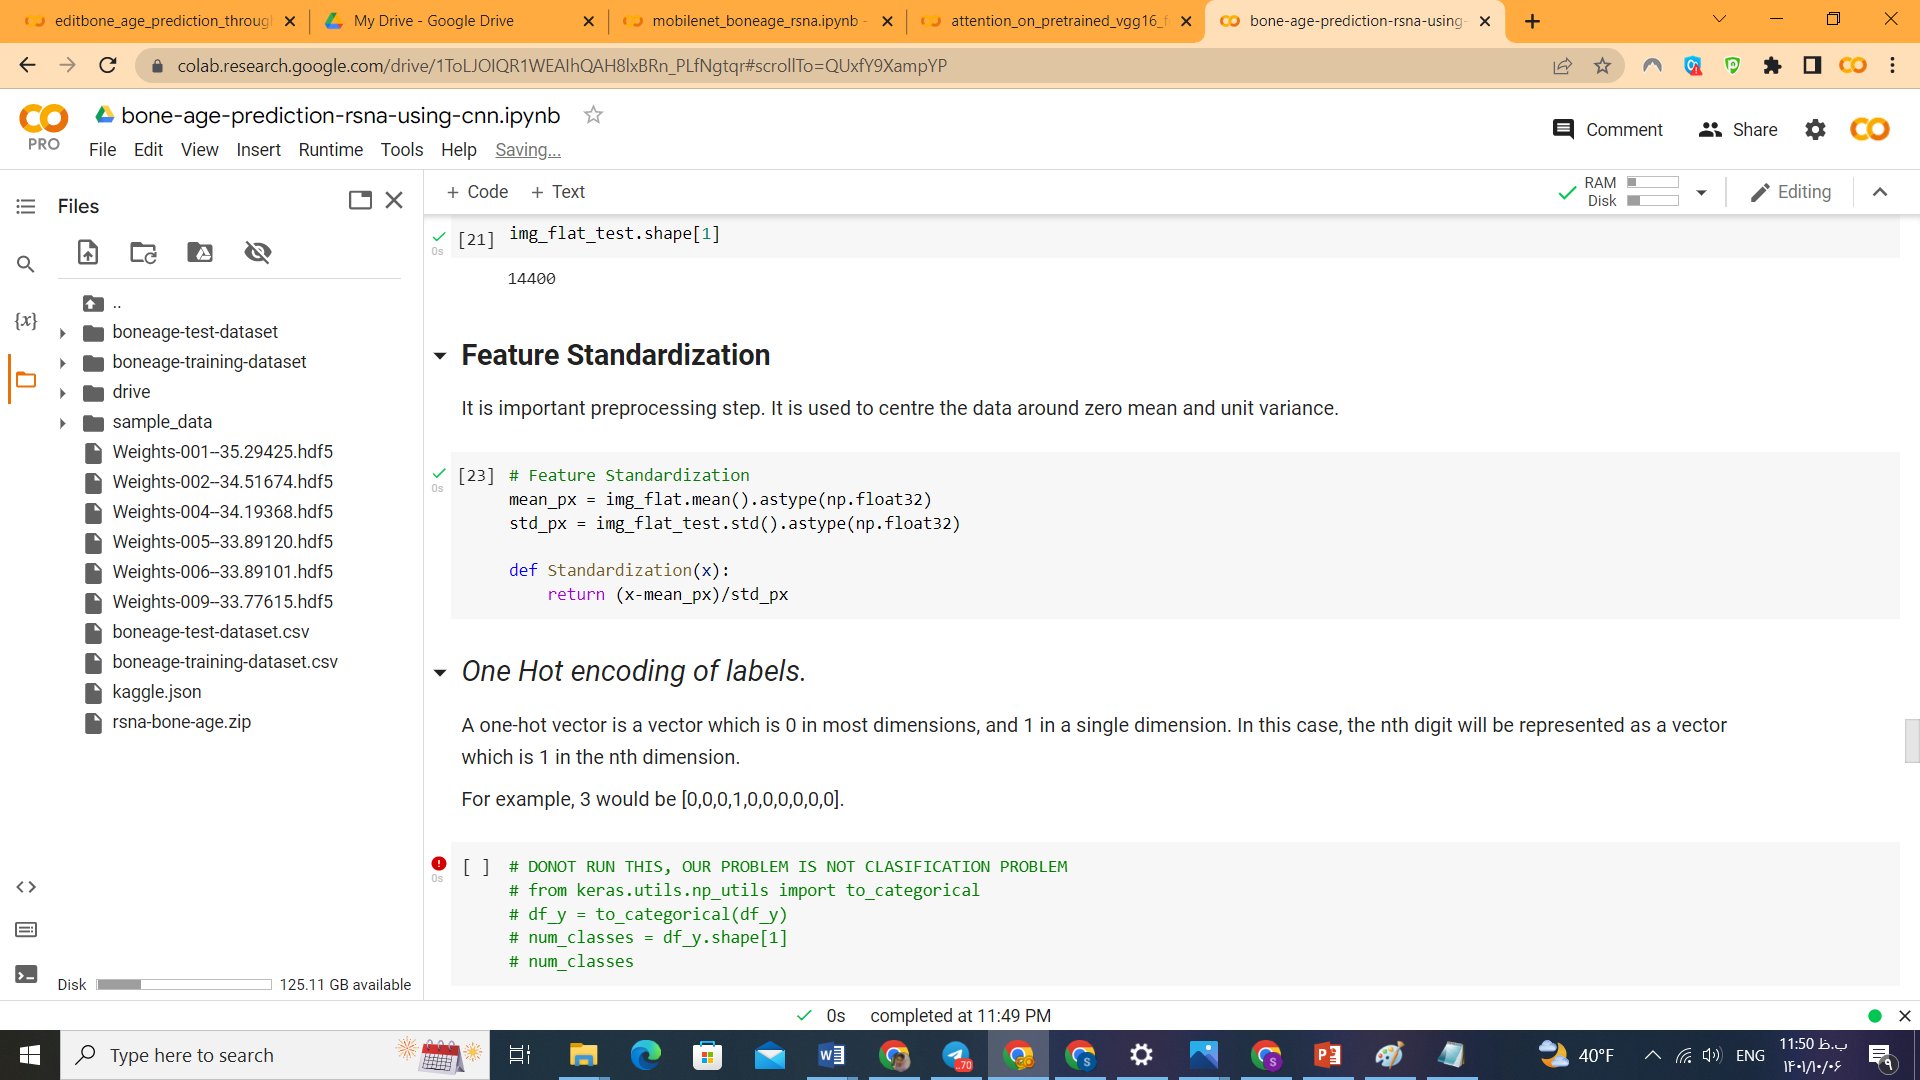 editbone_age_prediction_throug
My Drive - Google Drive
mobilenet_boneage_rsna.ipynb -
attention_on_pretrained_vgg16_f
bone-age-prediction-rsna-using-
colab.research.google.com/drive/1ToLJOIQR1WEAIhQAH8lxBRn_PLfNgtqr#scrollTo=QUxfY9XampYP
PRO
bone-age-prediction-rsna-using-cnn.ipynb
File Edit View Insert Runtime Tools Help Saving...
Comment
Share
Files
..
boneage-test-dataset
boneage-training-dataset
drive
sample_data
Weights-001--35.29425.hdf5
Weights-002--34.51674.hdf5
Weights-004--34.19368.hdf5
Weights-005--33.89120.hdf5
Weights-006--33.89101.hdf5
Weights-009--33.77615.hdf5
boneage-test-dataset.csv
boneage-training-dataset.csv
kaggle.json
rsna-bone-age.zip
Disk 125.11 GB available
{x}
+ Code + Text
RAM
Disk
Editing
[21] img_flat_test.shape[1]
0s
14400
Feature Standardization
It is important preprocessing step. It is used to centre the data around zero mean and unit variance.
[23] # Feature Standardization
0s
mean_px = img_flat.mean().astype(np.float32)
std_px = img_flat_test.std().astype(np.float32)
def Standardization(x):
return (x-mean_px)/std_px
One Hot encoding of labels.
A one-hot vector is a vector which is 0 in most dimensions, and 1 in a single dimension. In this case, the nth digit will be represented as a vector
which is 1 in the nth dimension.
For example, 3 would be [0,0,0,1,0,0,0,0,0,0].
[ ] # DONOT RUN THIS, OUR PROBLEM IS NOT CLASIFICATION PROBLEM
0s
# from keras.utils.np_utils import to_categorical
# df_y = to_categorical(df_y)
# num_classes = df_y.shape[1]
# num_classes
0s completed at 11:49 PM
Type here to search
..70
40°F
ENG
11:50 ب.ظ
۱۴۰۱/۱۰/۰۶
۹